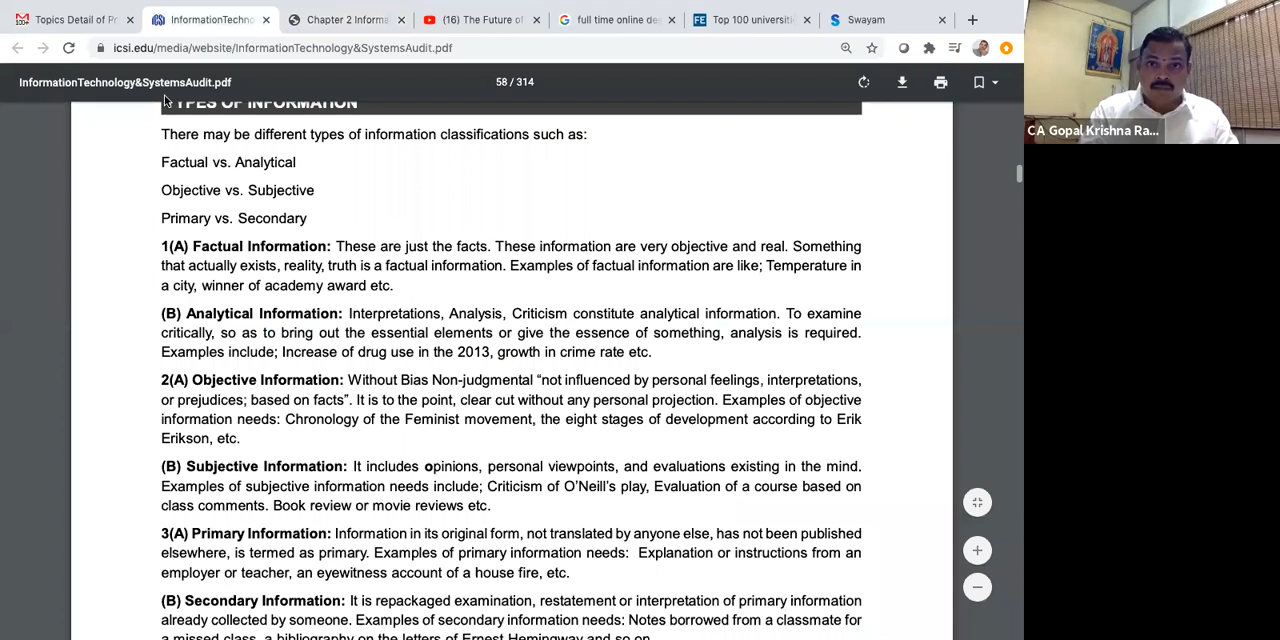 Topics Detail of Pr
InformationTechno
Chapter 2 Informa
(16) The Future of
full time online de
Top 100 universiti
Swayam
icsi.edu/media/website/InformationTechnology&SystemsAudit.pdf
InformationTechnology&SystemsAudit.pdf
58 / 314
C A Gopal Krishna Ra...
TYPES OF INFORMATION
There may be different types of information classifications such as:
Factual vs. Analytical
Objective vs. Subjective
Primary vs. Secondary
1(A) Factual Information: These are just the facts. These information are very objective and real. Something
that actually exists, reality, truth is a factual information. Examples of factual information are like; Temperature in
a city, winner of academy award etc.
(B) Analytical Information: Interpretations, Analysis, Criticism constitute analytical information. To examine
critically, so as to bring out the essential elements or give the essence of something, analysis is required.
Examples include; Increase of drug use in the 2013, growth in crime rate etc.
2(A) Objective Information: Without Bias Non-judgmental “not influenced by personal feelings, interpretations,
or prejudices; based on facts”. It is to the point, clear cut without any personal projection. Examples of objective
information needs: Chronology of the Feminist movement, the eight stages of development according to Erik
Erikson, etc.
(B) Subjective Information: It includes opinions, personal viewpoints, and evaluations existing in the mind.
Examples of subjective information needs include; Criticism of O’Neill’s play, Evaluation of a course based on
class comments. Book review or movie reviews etc.
3(A) Primary Information: Information in its original form, not translated by anyone else, has not been published
elsewhere, is termed as primary. Examples of primary information needs: Explanation or instructions from an
employer or teacher, an eyewitness account of a house fire, etc.
(B) Secondary Information: It is repackaged examination, restatement or interpretation of primary information
already collected by someone. Examples of secondary information needs: Notes borrowed from a classmate for
a missed class, a bibliography on the letters of Ernest Hemingway and so on.